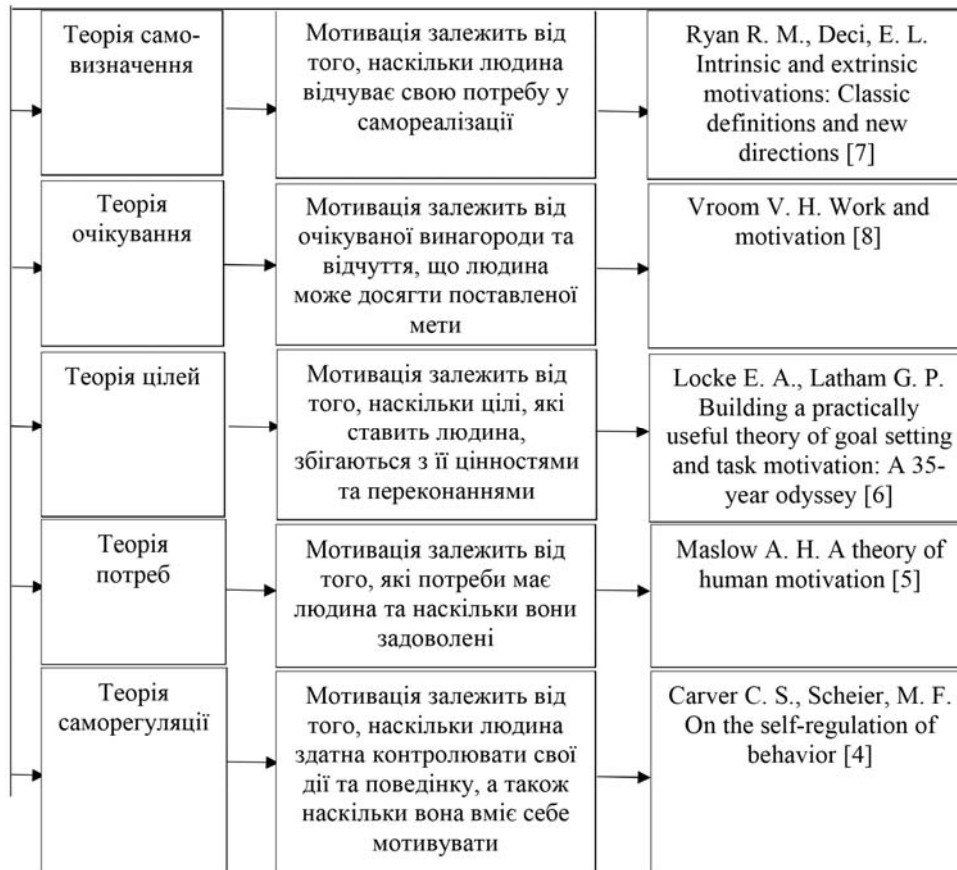 Теорія само-
визначення
Мотивація залежить від
того, наскільки людина
відчуває свою потребу у
самореалізації
Ryan R. M., Deci, E. L.
Intrinsic and extrinsic
motivations: Classic
definitions and new
directions [7]
Теорія
очікування
Мотивація залежить від
очікуваної винагороди та
відчуття, що людина
може досягти поставленої
мети
Vroom V. H. Work and
motivation [8]
Теорія цілей
Мотивація залежить від
того, наскільки цілі, які
ставить людина,
збігаються з її цінностями
та переконаннями
Locke E. A., Latham G. P.
Building a practically
useful theory of goal setting
and task motivation: A 35-
year odyssey [6]
Теорія
потреб
Мотивація залежить від
того, які потреби має
людина та наскільки вони
задоволені
Maslow A. H. A theory of
human motivation [5]
Теорія
саморегуляції
Мотивація залежить від
того, наскільки людина
здатна контролювати свої
дії та поведінку, а також
наскільки вона вміє себе
мотивувати
Carver C. S., Scheier, M. F.
On the self-regulation of
behavior [4]